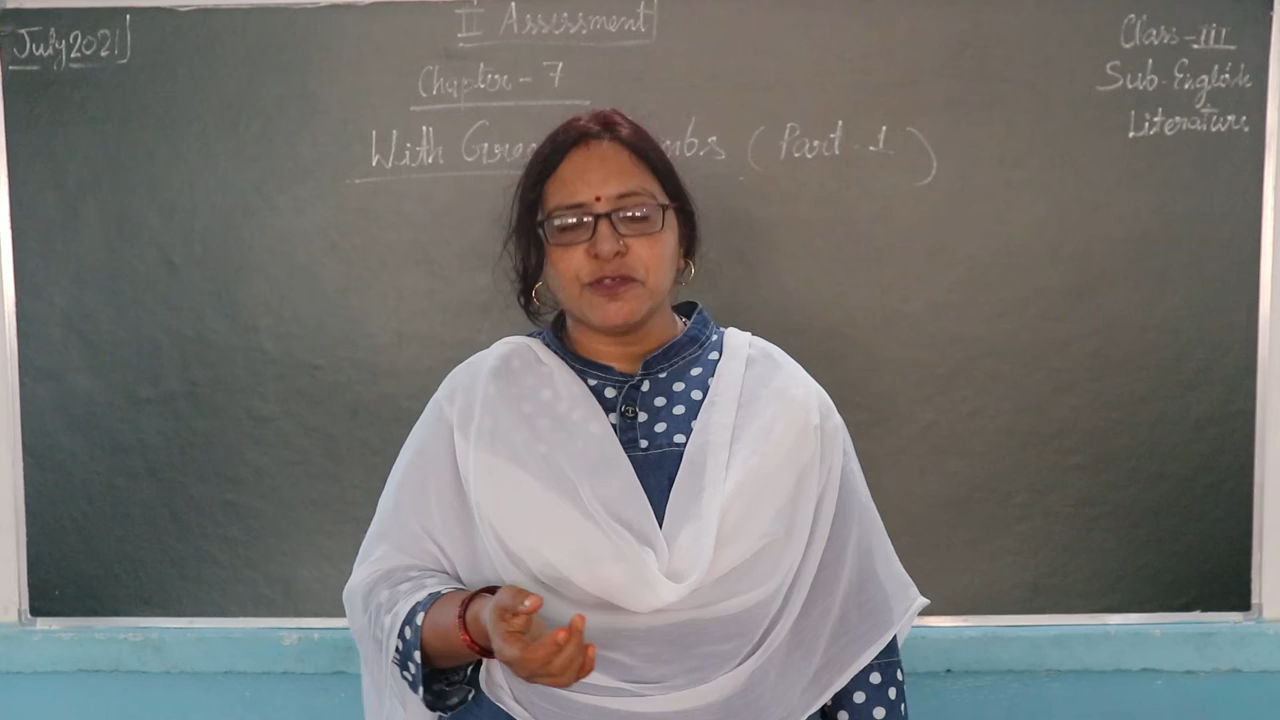 July 2021
II Assessment
Chapter - 7
With Gree mbs (Part - 1)
Class - III
Sub - English
Literature